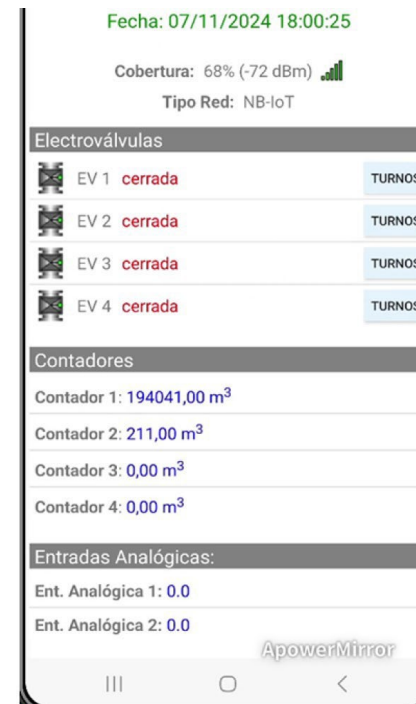 Fecha: 07/11/2024 18:00:25
Cobertura: 68% (-72 dBm)
Tipo Red: NB-IoT
Electroválvulas
EV 1 cerrada TURNOS
EV 2 cerrada TURNOS
EV 3 cerrada TURNOS
EV 4 cerrada TURNOS
Contadores
Contador 1: 194041,00 m³
Contador 2: 211,00 m³
Contador 3: 0,00 m³
Contador 4: 0,00 m³
Entradas Analógicas:
Ent. Analógica 1: 0.0
Ent. Analógica 2: 0.0
ApowerMirror